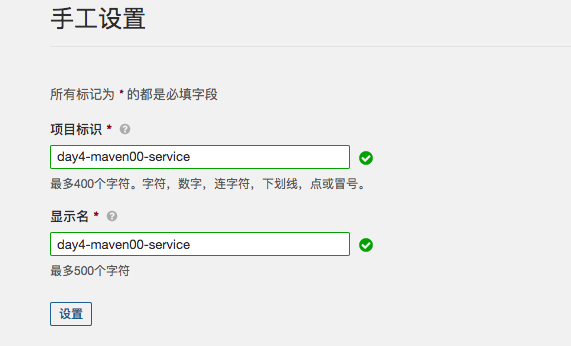 手工设置
所有标记为 * 的都是必填字段
项目标识 * ?
day4-maven00-service
最多400个字符。字符，数字，连字符，下划线，点或冒号。
显示名 * ?
day4-maven00-service
最多500个字符
设置